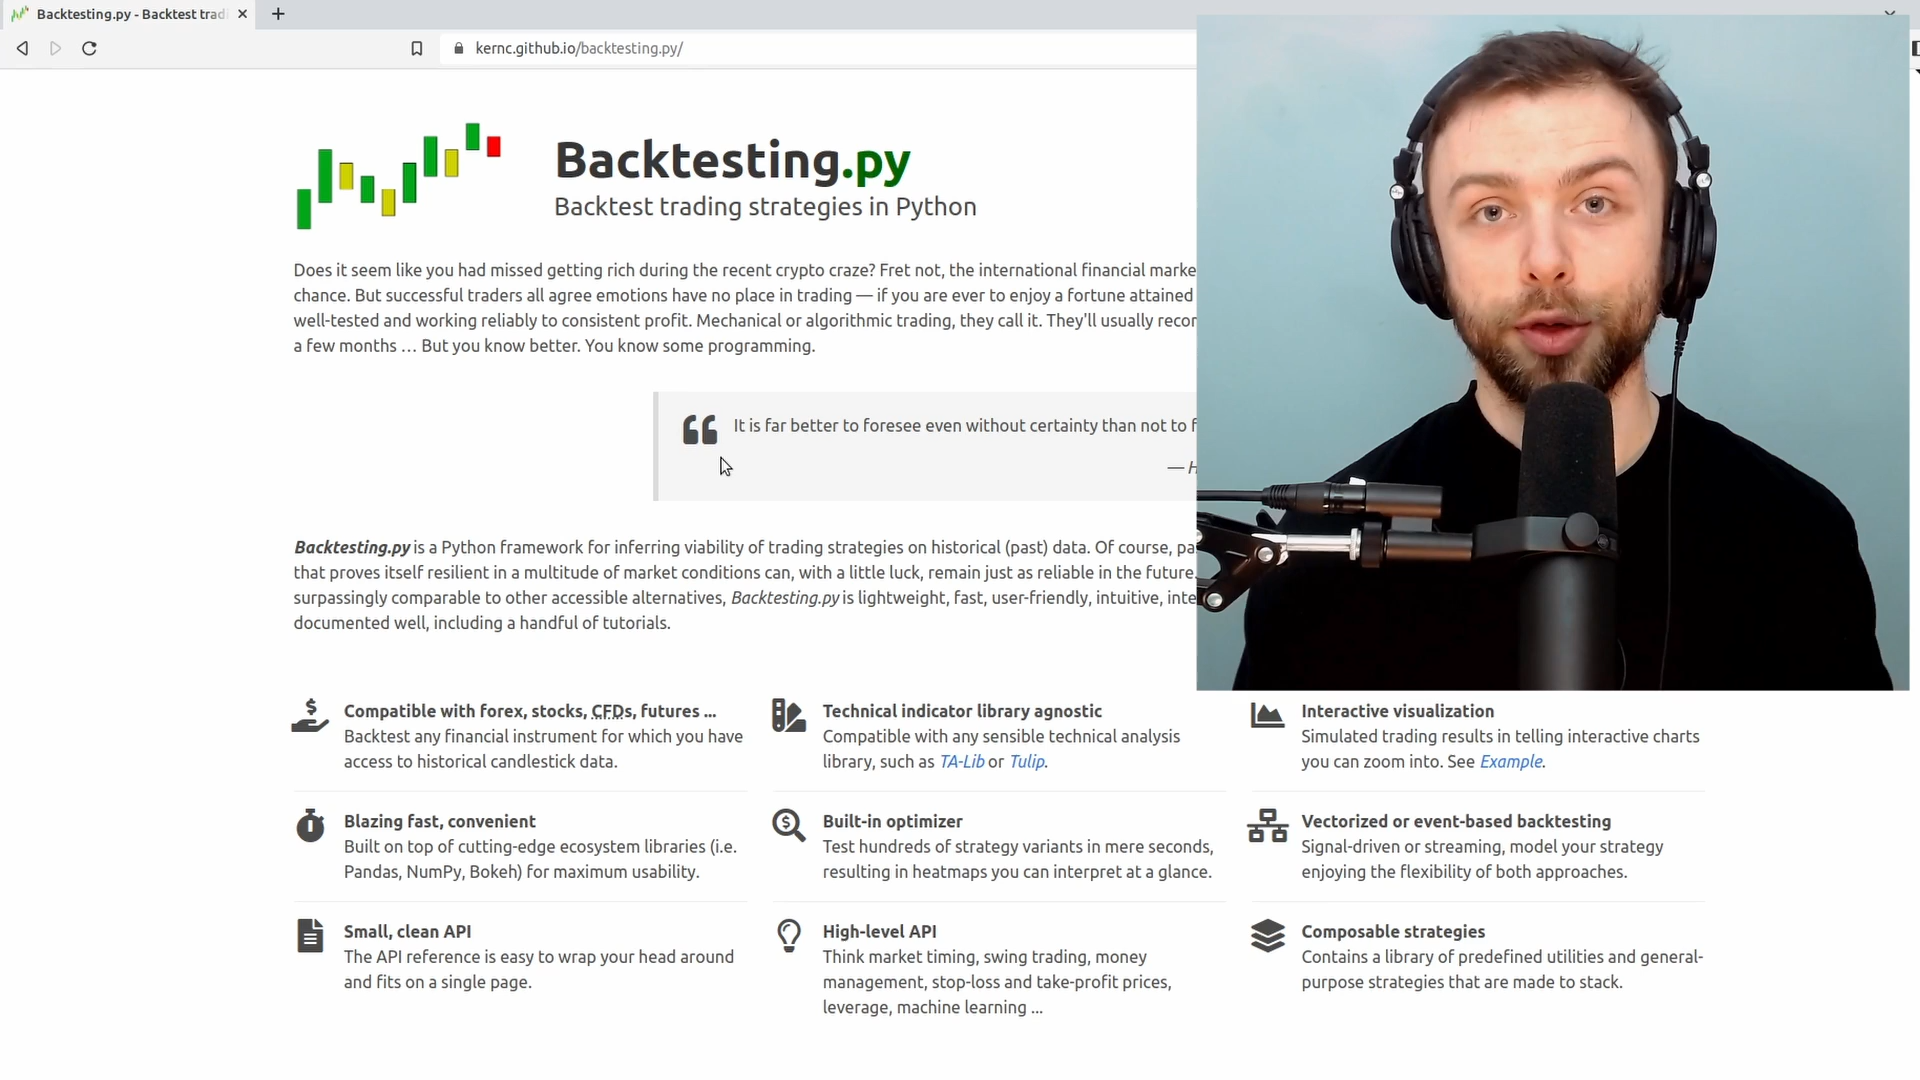 Backtesting.py - Backtest trad
kernc.github.io/backtesting.py/
Backtesting.py
Backtest trading strategies in Python
Does it seem like you had missed getting rich during the recent crypto craze? Fret not, the international financial marke
chance. But successful traders all agree emotions have no place in trading — if you are ever to enjoy a fortune attained
well-tested and working reliably to consistent profit. Mechanical or algorithmic trading, they call it. They'll usually recor
a few months … But you know better. You know some programming.
It is far better to foresee even without certainty than not to f
— H
Backtesting.py is a Python framework for inferring viability of trading strategies on historical (past) data. Of course, pa
that proves itself resilient in a multitude of market conditions can, with a little luck, remain just as reliable in the future.
surpassingly comparable to other accessible alternatives, Backtesting.py is lightweight, fast, user-friendly, intuitive, inte
documented well, including a handful of tutorials.
Compatible with forex, stocks, CFDs, futures ...
Backtest any financial instrument for which you have
access to historical candlestick data.
Technical indicator library agnostic
Compatible with any sensible technical analysis
library, such as TA-Lib or Tulip.
Interactive visualization
Simulated trading results in telling interactive charts
you can zoom into. See Example.
Blazing fast, convenient
Built on top of cutting-edge ecosystem libraries (i.e.
Pandas, NumPy, Bokeh) for maximum usability.
Built-in optimizer
Test hundreds of strategy variants in mere seconds,
resulting in heatmaps you can interpret at a glance.
Vectorized or event-based backtesting
Signal-driven or streaming, model your strategy
enjoying the flexibility of both approaches.
Small, clean API
The API reference is easy to wrap your head around
and fits on a single page.
High-level API
Think market timing, swing trading, money
management, stop-loss and take-profit prices,
leverage, machine learning ...
Composable strategies
Contains a library of predefined utilities and general-
purpose strategies that are made to stack.